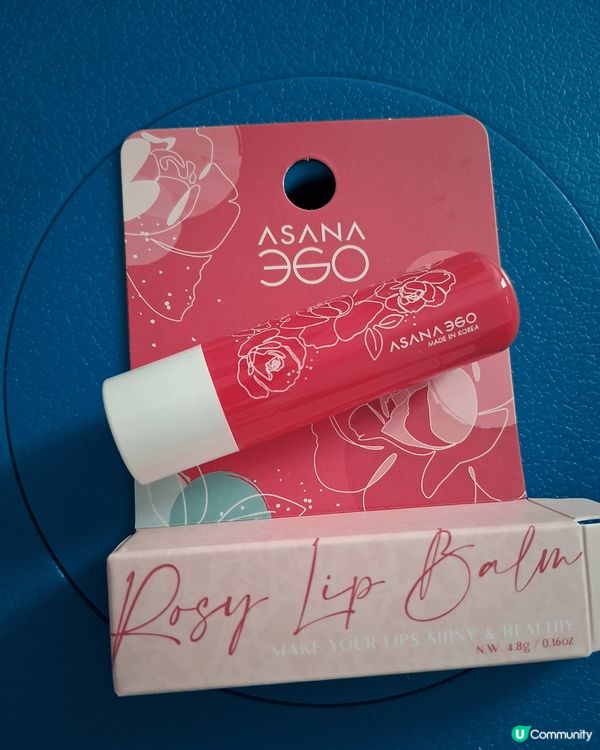 ASANA
360
ASANA 360
MADE IN KOREA
Rosy Lip Balm
MAKE YOUR LIPS SHINY & HEALTHY
N.W. 4.8g / 0.16oz
U Community